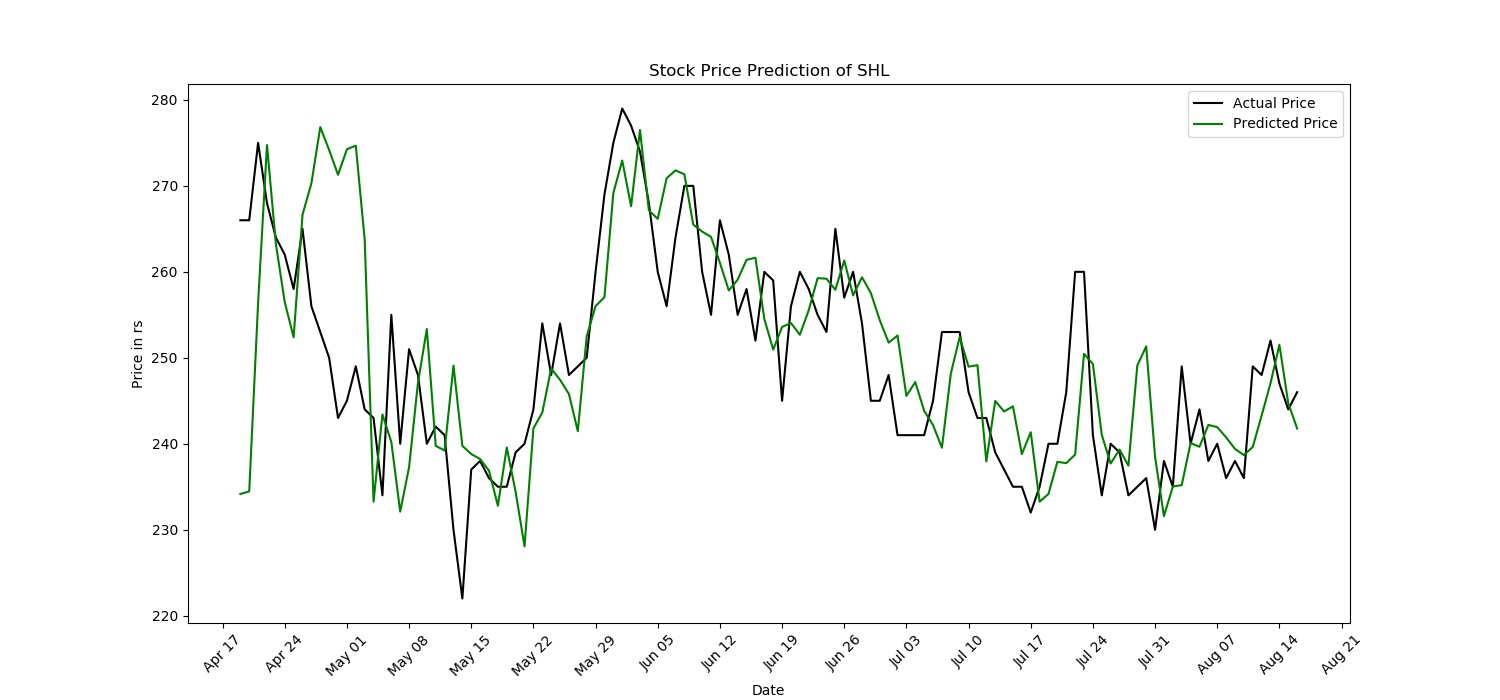 Stock Price Prediction of SHL
Actual Price
Predicted Price
Price in rs
280
270
260
250
240
230
220
Apr 17
Apr 24
May 01
May 08
May 15
May 22
May 29
Jun 05
Jun 12
Jun 19
Jun 26
Jul 03
Jul 10
Jul 17
Jul 24
Jul 31
Aug 07
Aug 14
Aug 21
Date